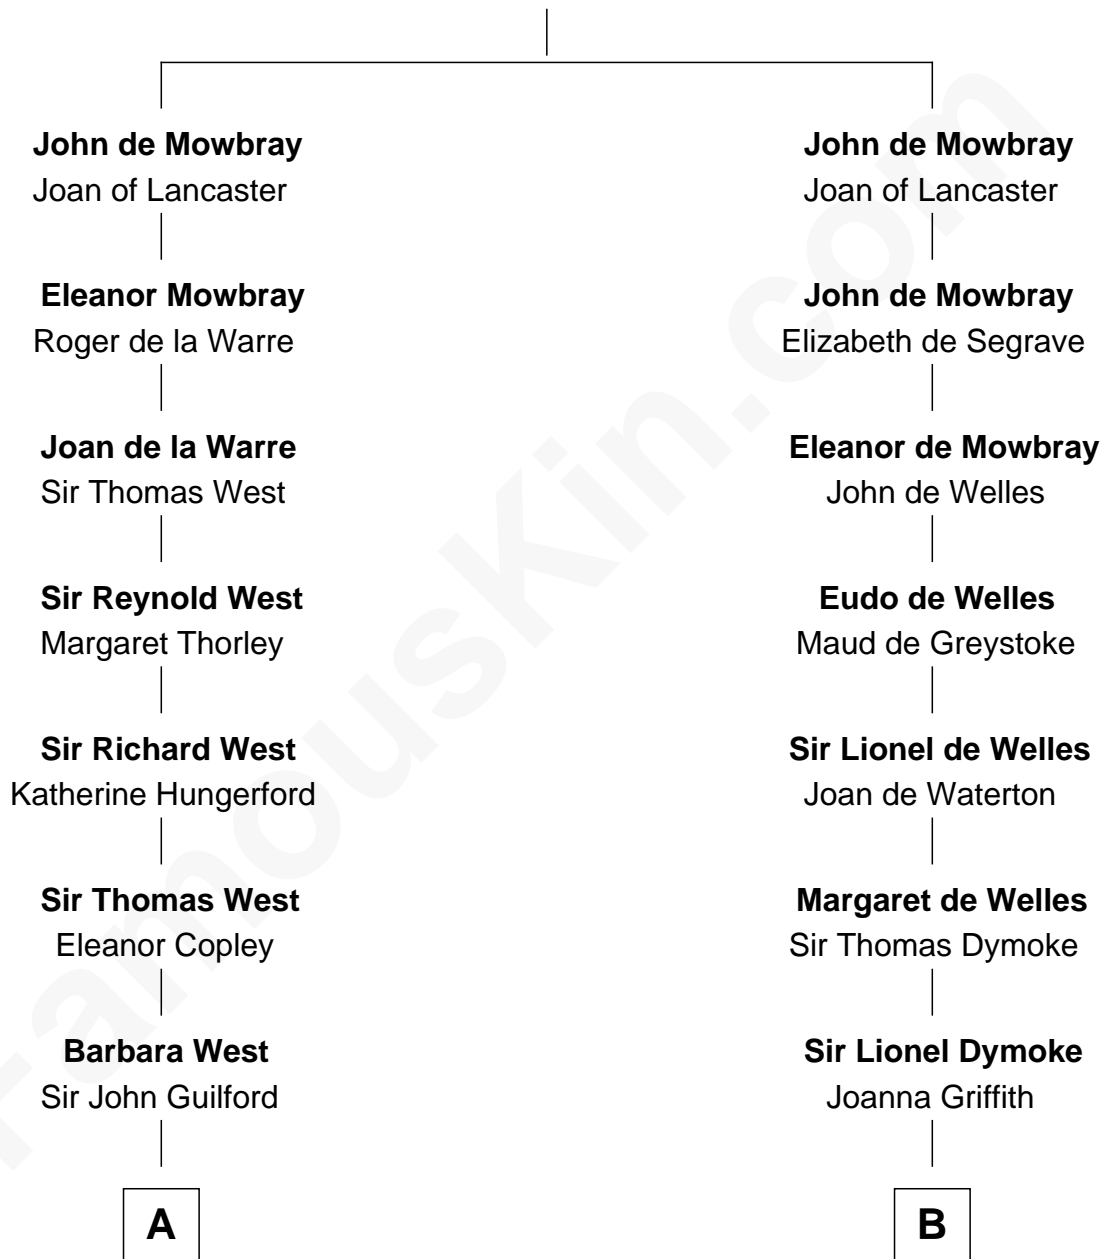 John de Mowbray
Joan of Lancaster
Eleanor Mowbray
Roger de la Warre
Joan de la Warre
Sir Thomas West
Sir Reynold West
Margaret Thorley
Sir Richard West
Katherine Hungerford
Sir Thomas West
Eleanor Copley
Barbara West
Sir John Guilford
A
John de Mowbray
Joan of Lancaster
John de Mowbray
Elizabeth de Segrave
Eleanor de Mowbray
John de Welles
Eudo de Welles
Maud de Greystoke
Sir Lionel de Welles
Joan de Waterton
Margaret de Welles
Sir Thomas Dymoke
Sir Lionel Dymoke
Joanna Griffith
B
FamousKin.com